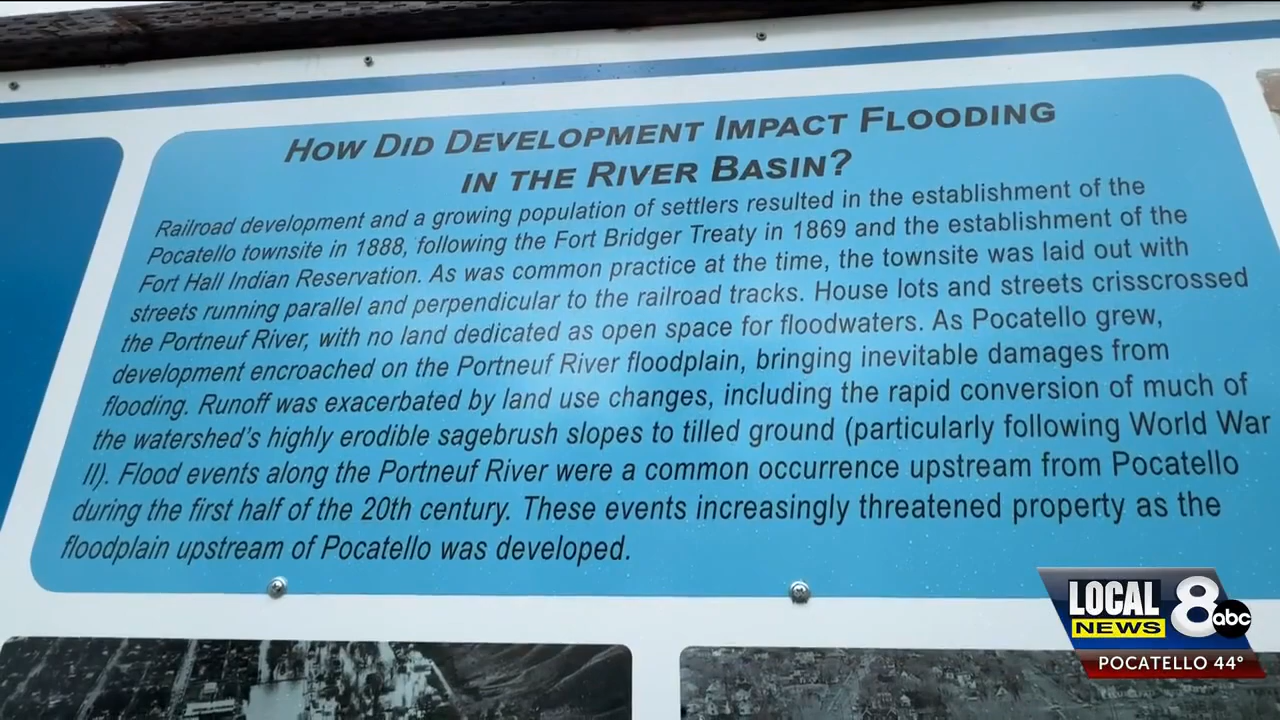 HOW DID DEVELOPMENT IMPACT FLOODING
IN THE RIVER BASIN?
Railroad development and a growing population of settlers resulted in the establishment of the
Pocatello townsite in 1888, following the Fort Bridger Treaty in 1869 and the establishment of the
Fort Hall Indian Reservation. As was common practice at the time, the townsite was laid out with
streets running parallel and perpendicular to the railroad tracks. House lots and streets crisscrossed
the Portneuf River, with no land dedicated as open space for floodwaters. As Pocatello grew,
development encroached on the Portneuf River floodplain, bringing inevitable damages from
flooding. Runoff was exacerbated by land use changes, including the rapid conversion of much of
the watershed's highly erodible sagebrush slopes to tilled ground (particularly following World War
II). Flood events along the Portneuf River were a common occurrence upstream from Pocatello
during the first half of the 20th century. These events increasingly threatened property as the
floodplain upstream of Pocatello was developed.
LOCAL 8
NEWS abc
POCATELLO 44°